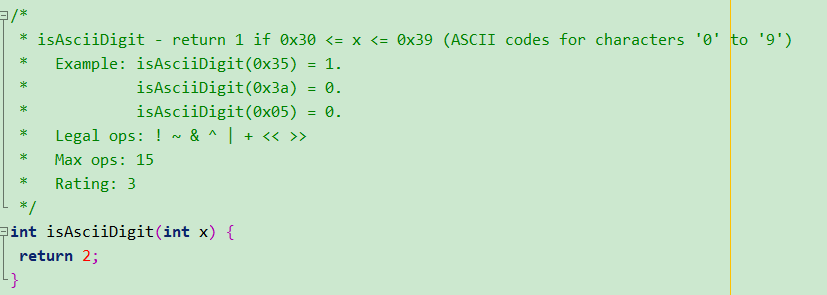 /*
 * isAsciiDigit - return 1 if 0x30 <= x <= 0x39 (ASCII codes for characters '0' to '9')
 *   Example: isAsciiDigit(0x35) = 1.
 *            isAsciiDigit(0x3a) = 0.
 *            isAsciiDigit(0x05) = 0.
 *   Legal ops: ! ~ & ^ | + << >>
 *   Max ops: 15
 *   Rating: 3
 */
int isAsciiDigit(int x) {
 return 2;
}